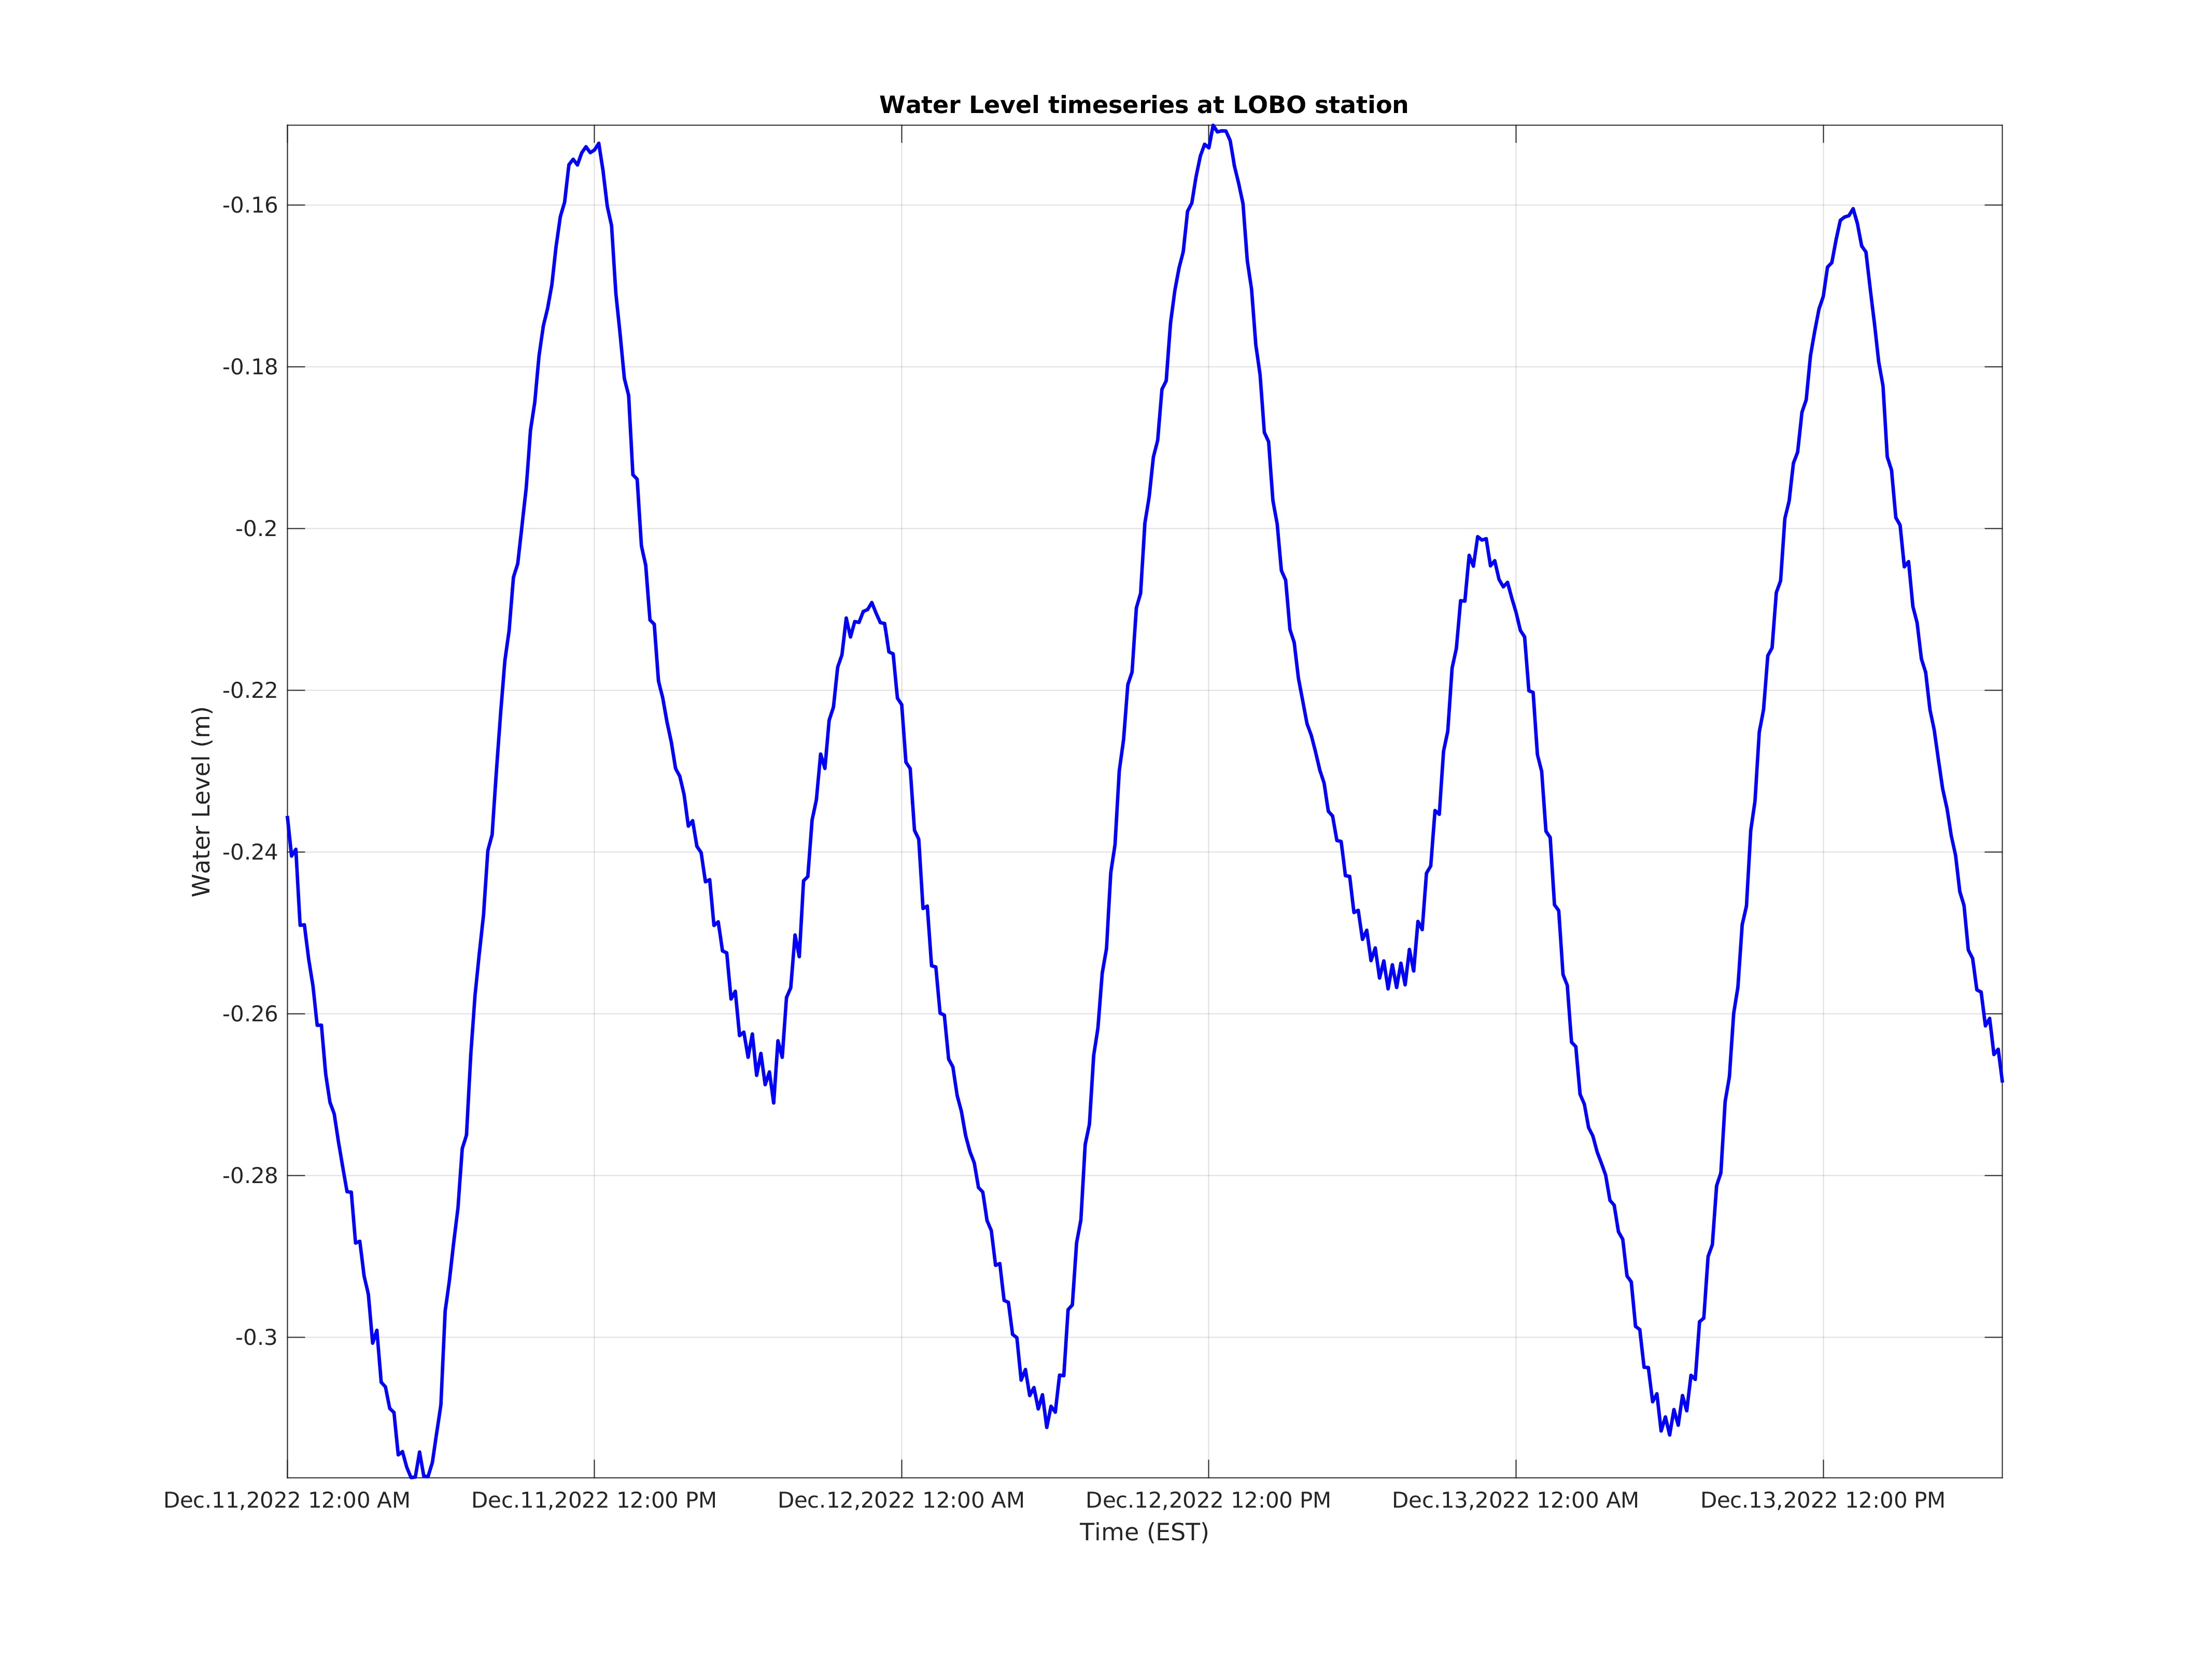 Water Level timeseries at LOBO station
-0.16
-0.18
-0.2
-0.22
-0.24
-0.26
-0.28
-0.3
Water Level (m)
Dec.11,2022 12:00 AM
Dec.11,2022 12:00 PM
Dec.12,2022 12:00 AM
Dec.12,2022 12:00 PM
Dec.13,2022 12:00 AM
Dec.13,2022 12:00 PM
Time (EST)